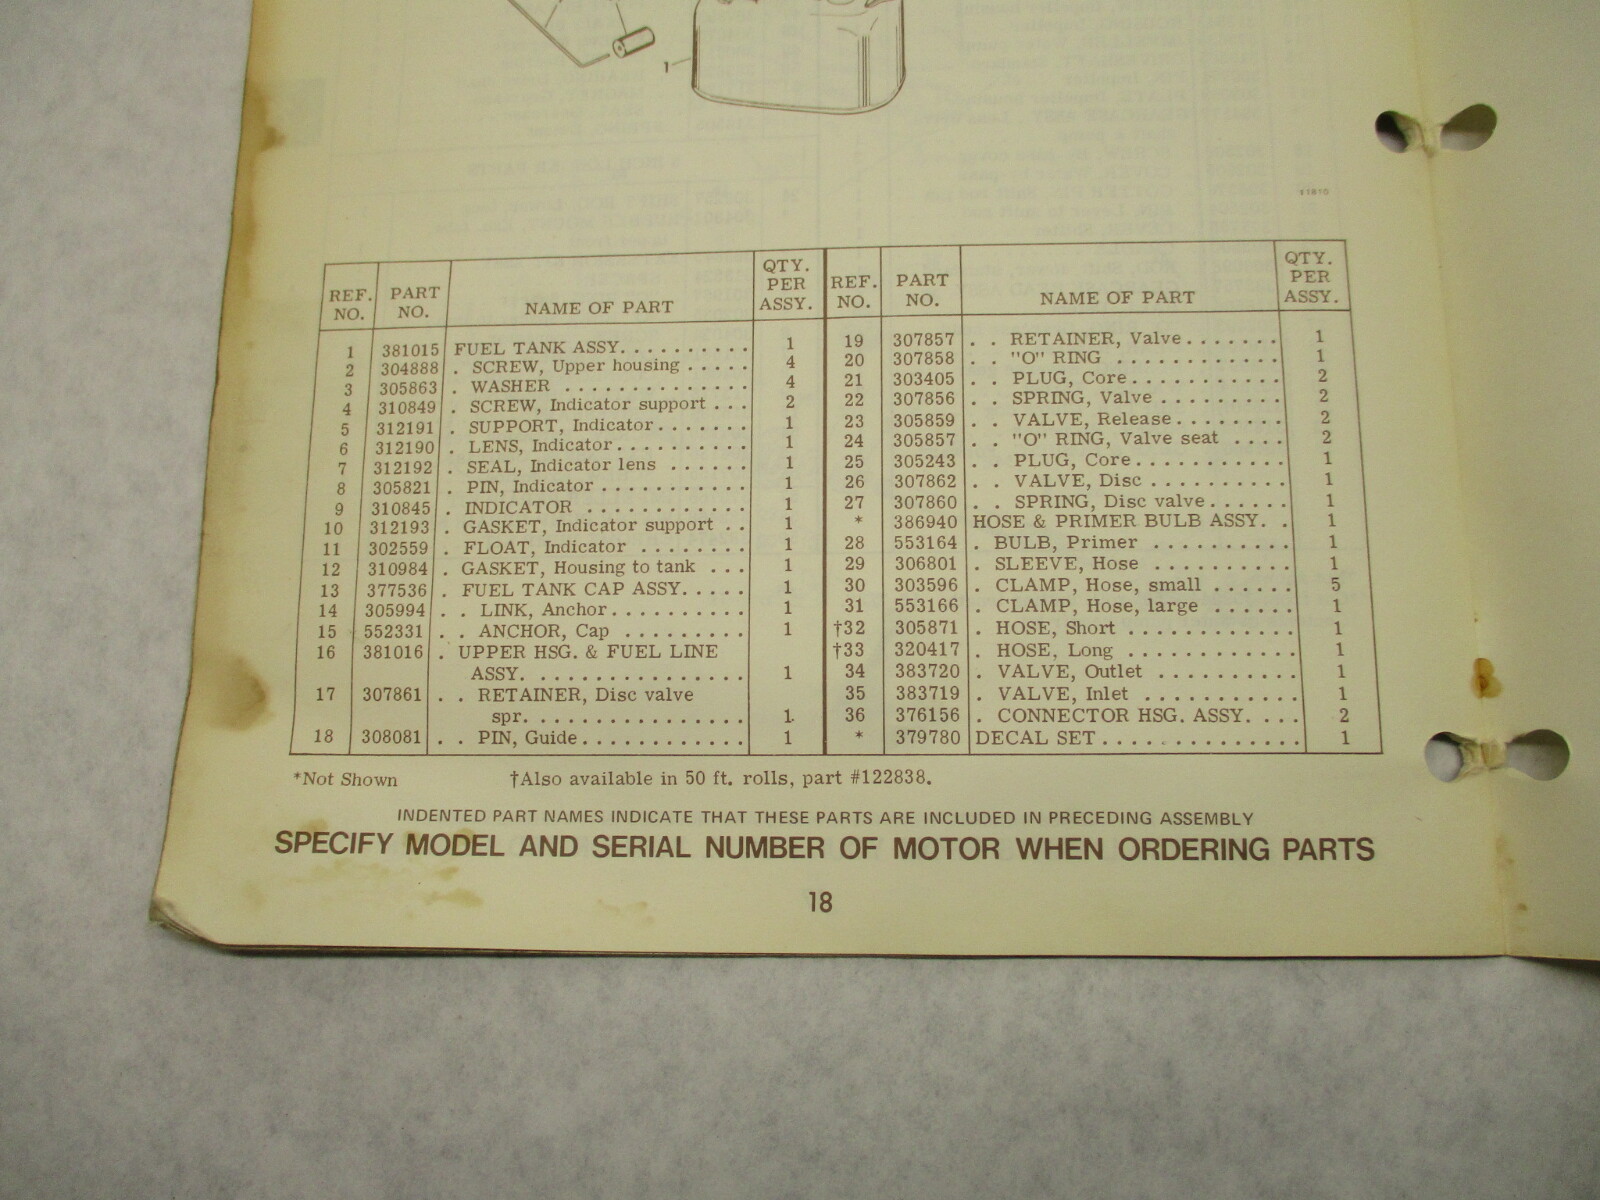 1
11810
REF. NO. PART NO. NAME OF PART QTY. PER ASSY.
1 381015 FUEL TANK ASSY. . . . . . . . . . .
1
2 304888 . SCREW, Upper housing . . . . . 4
3 305863 . WASHER . . . . . . . . . . . . . . 4
4 310849 . SCREW, Indicator support . . . 2
5 312191 . SUPPORT, Indicator . . . . . . . 1
6 312190 . LENS, Indicator . . . . . . . . . . 1
7 312192 . SEAL, Indicator lens . . . . . . 1
8 305821 . PIN, Indicator . . . . . . . . . . . 1
9 310845 . INDICATOR . . . . . . . . . . . . 1
10 312193 . GASKET, Indicator support . . 1
11 302559 . FLOAT, Indicator . . . . . . . . 1
12 310984 . GASKET, Housing to tank . . . 1
13 377536 . FUEL TANK CAP ASSY. . . . . . 1
14 305994 . . LINK, Anchor . . . . . . . . . . 1
15 552331 . . ANCHOR, Cap . . . . . . . . . 1
16 381016 . UPPER HSG. & FUEL LINE
ASSY. . . . . . . . . . . . . . . . 1
17 307861 . . RETAINER, Disc valve
spr. . . . . . . . . . . . . . . . 1
18 308081 . . PIN, Guide . . . . . . . . . . . . 1
REF. NO. PART NO. NAME OF PART QTY. PER ASSY.
19 307857 . . RETAINER, Valve . . . . . . . 1
20 307858 . . "O" RING . . . . . . . . . . . . 1
21 303405 . . PLUG, Core . . . . . . . . . . . 2
22 307856 . . SPRING, Valve . . . . . . . . . 2
23 305859 . . VALVE, Release . . . . . . . . 2
24 305857 . . "O" RING, Valve seat . . . . 2
25 305243 . . PLUG, Core . . . . . . . . . . . 1
26 307862 . . VALVE, Disc . . . . . . . . . . 1
27 307860 . . SPRING, Disc valve . . . . . . 1
* 386940 HOSE & PRIMER BULB ASSY. . . 1
28 553164 . BULB, Primer . . . . . . . . . . 1
29 306801 . SLEEVE, Hose . . . . . . . . . . 1
30 303596 . CLAMP, Hose, small . . . . . . 5
31 553166 . CLAMP, Hose, large . . . . . . 1
†32 305871 . HOSE, Short . . . . . . . . . . . . 1
†33 320417 . HOSE, Long . . . . . . . . . . . . 1
34 383720 . VALVE, Outlet . . . . . . . . . . 1
35 383719 . VALVE, Inlet . . . . . . . . . . . 1
36 376156 . CONNECTOR HSG. ASSY. . . . . 2
* 379780 DECAL SET . . . . . . . . . . . . . . . 1
*Not Shown †Also available in 50 ft. rolls, part #122838.
INDENTED PART NAMES INDICATE THAT THESE PARTS ARE INCLUDED IN PRECEDING ASSEMBLY
SPECIFY MODEL AND SERIAL NUMBER OF MOTOR WHEN ORDERING PARTS
18